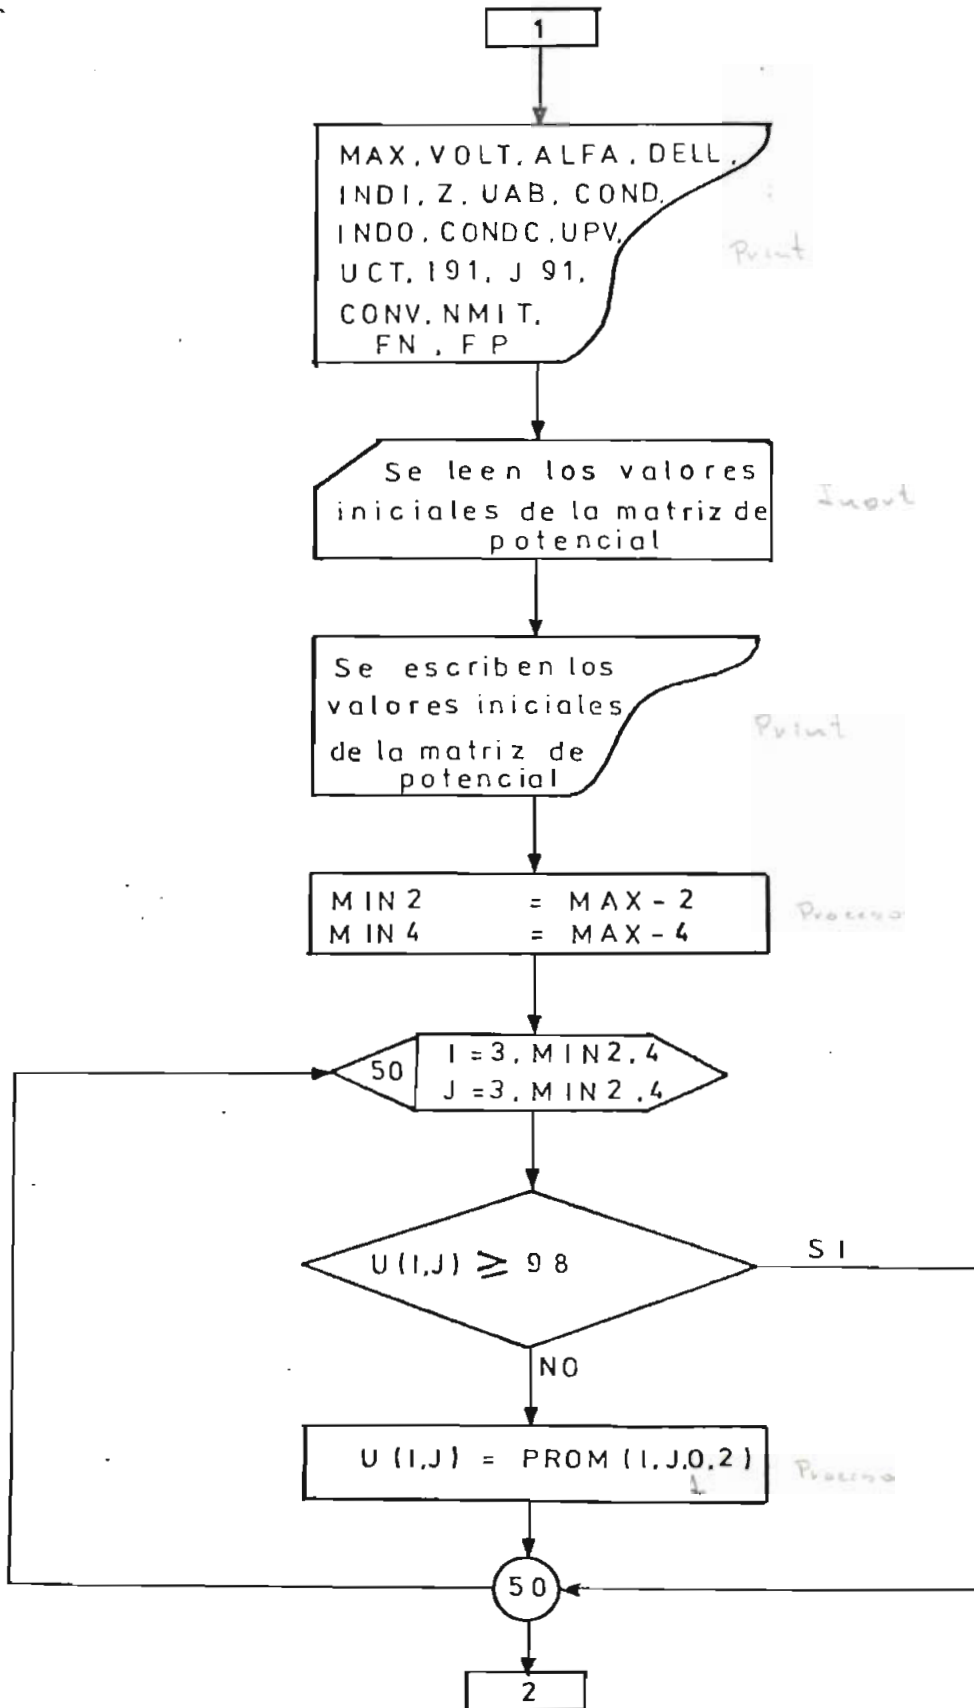 1
MAX, VOLT, ALFA, DELL,
INDI, Z, UAB, COND,
INDO, CONDC, UPV,
UCT, I91, J 91,
CONV, NMIT,
FN, FP
Print
Se leen los valores
iniciales de la matriz de
potencial
Input
Se escriben los
valores iniciales
de la matriz de
potencial
Print
MIN2 = MAX - 2
MIN4 = MAX - 4
Proceso
50
I = 3, MIN2, 4
J = 3, MIN2, 4
U(I,J) ≥ 98
SI
NO
U(I,J) = PROM(I,J,0,2)
1
Proceso
50
2